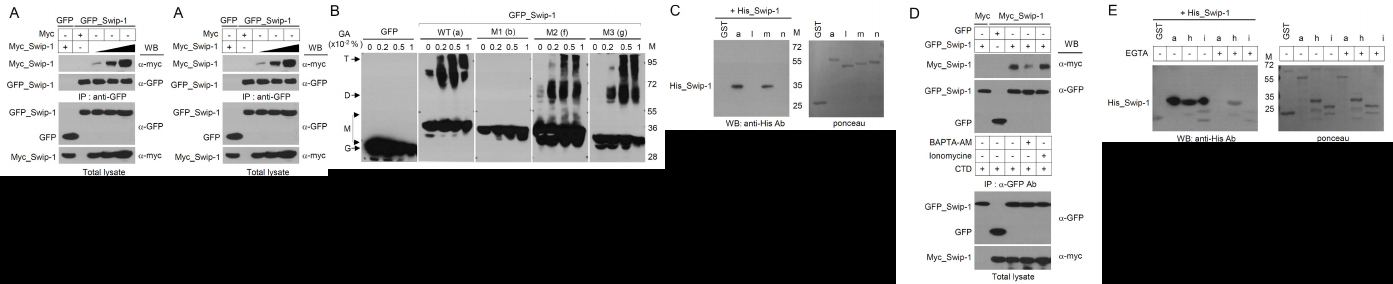 A
GFP GFP_Swip-1
Myc - + - - -
Myc_Swip-1 + - WB
Myc_Swip-1 α-myc
GFP_Swip-1 α-GFP
IP : anti-GFP
GFP_Swip-1
α-GFP
GFP
Myc_Swip-1 α-myc
Total lysate
A
GFP GFP_Swip-1
Myc - + - - -
Myc_Swip-1 + - WB
Myc_Swip-1 α-myc
GFP_Swip-1 α-GFP
IP : anti-GFP
GFP_Swip-1
α-GFP
GFP
Myc_Swip-1 α-myc
Total lysate
B
GFP_Swip-1
GA GFP WT (a) M1 (b) M2 (f) M3 (g)
(x10⁻² %) 0 0.2 0.5 1 0 0.2 0.5 1 0 0.2 0.5 1 0 0.2 0.5 1 0 0.2 0.5 1 M
T 95
72
D
55
M 36
G
28
C
+ His_Swip-1
GST a l m n M GST a l m n
72
55
His_Swip-1 35
25
WB: anti-His Ab ponceau
D
Myc Myc_Swip-1
GFP - + - - -
GFP_Swip-1 + - + + + WB
Myc_Swip-1 α-myc
GFP_Swip-1 α-GFP
GFP
BAPTA-AM - - - + -
Ionomycine - - - - +
CTD + + + + +
IP : α-GFP Ab
GFP_Swip-1
α-GFP
GFP
Myc_Swip-1 α-myc
Total lysate
E
+ His_Swip-1
GST a h i a h i GST a h i a h i
EGTA - - - - + + + M - - - - + + +
72
55
His_Swip-1 36
25
WB: anti-His Ab ponceau